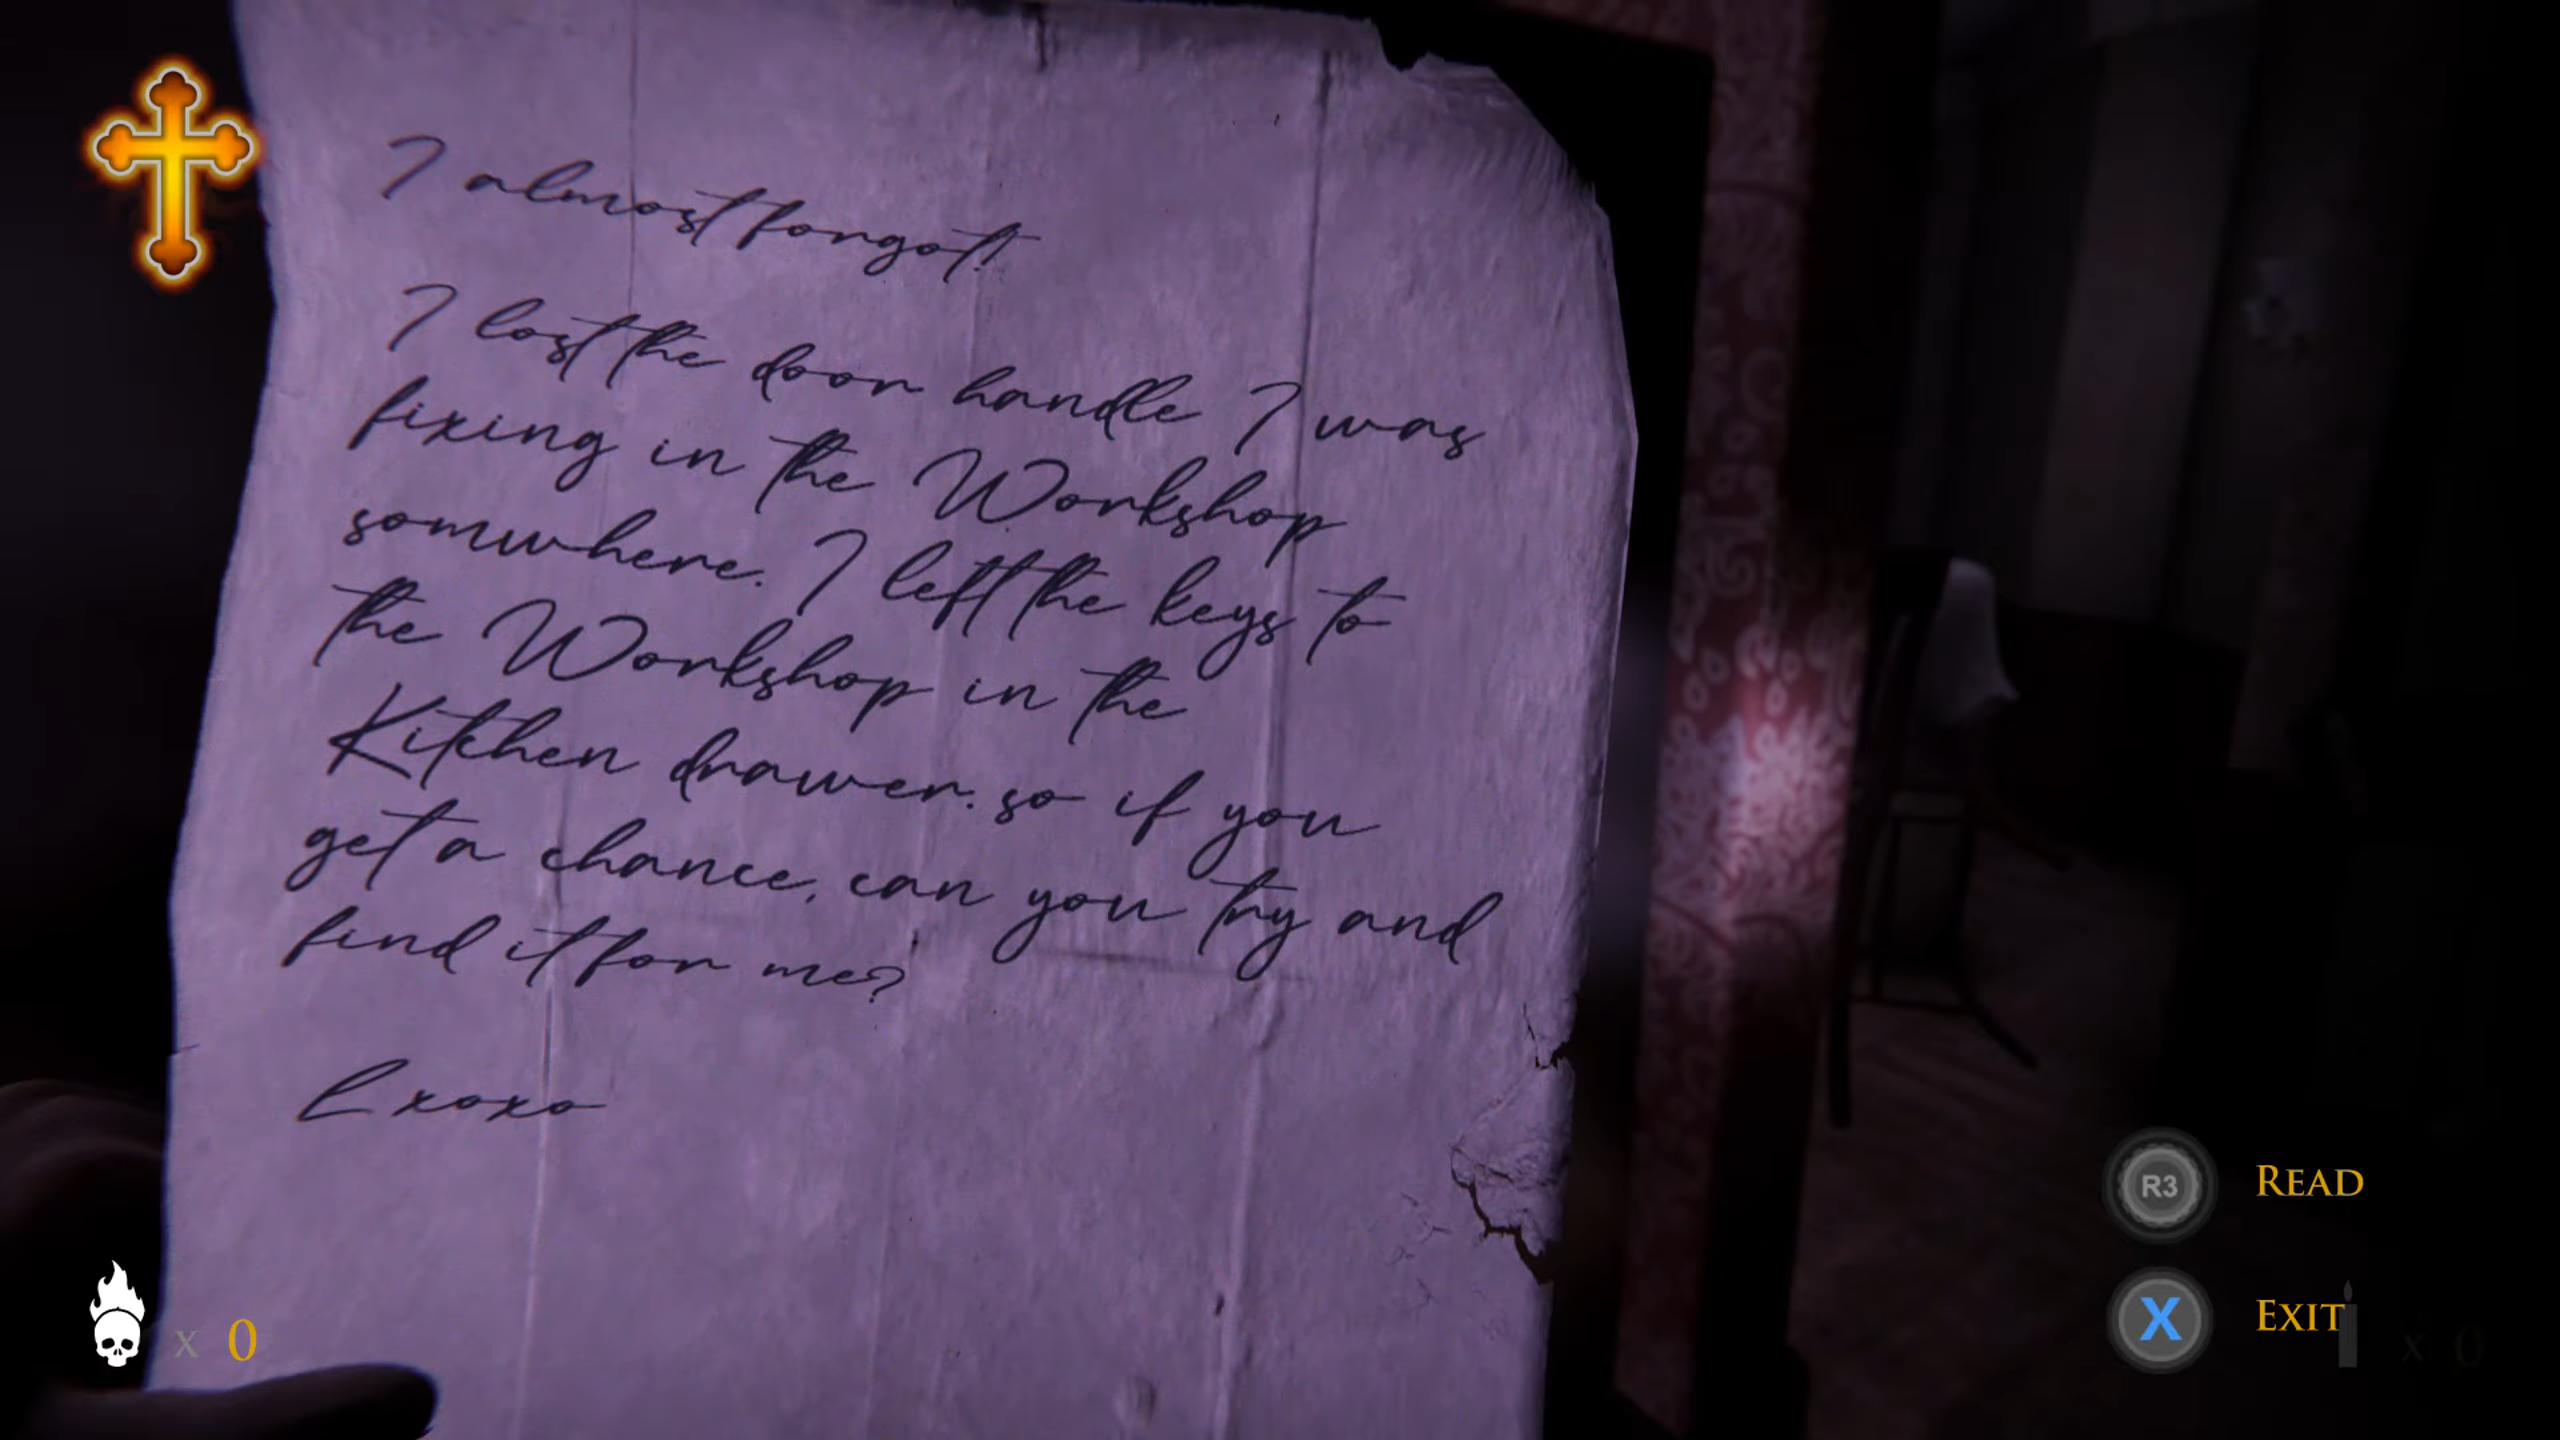 I almost forgot!
I lost the door handle I was
fixing in the Workshop
somwhere. I left the keys to
the Workshop in the
Kitchen drawer. so if you
get a chance, can you try and
find it for me?
L xoxo
R3 READ
X EXIT
x 0
x 0